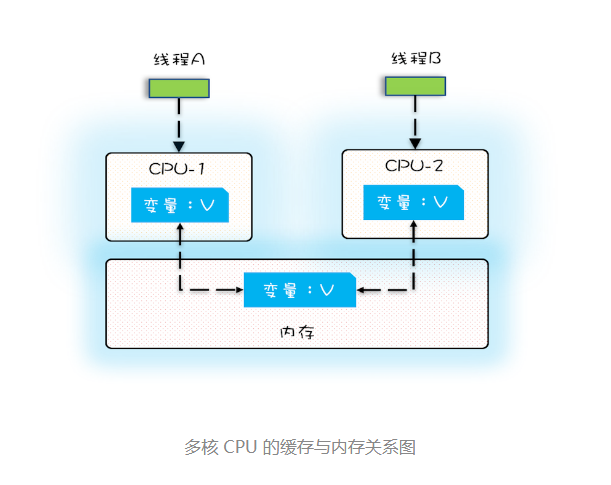 线程A
线程B
CPU-1
CPU-2
变量：V
变量：V
变量：V
内存
多核 CPU 的缓存与内存关系图